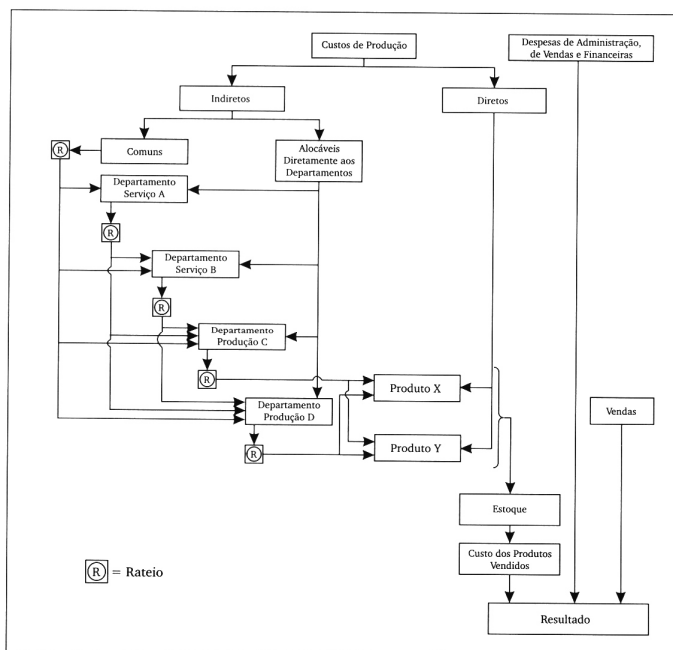 Custos de Produção
Despesas de Administração,
de Vendas e Financeiras
Indiretos
Diretos
R
Comuns
Alocáveis
Diretamente aos
Departamentos
Departamento
Serviço A
R
Departamento
Serviço B
R
Departamento
Produção C
R
Produto X
Departamento
Produção D
Vendas
R
Produto Y
Estoque
Custo dos Produtos
Vendidos
R = Rateio
Resultado